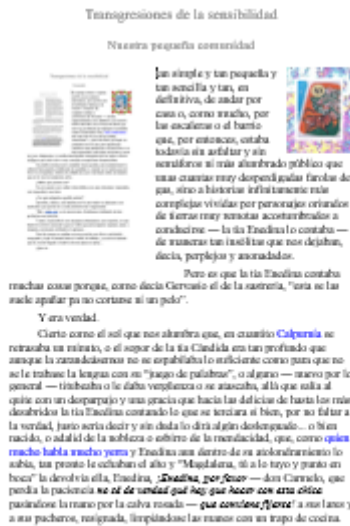 Transgresiones de la sensibilidad
Nuestra pequeña comunidad
tan simple y tan pequeña y
tan sencilla y tan, en
definitiva, de andar por
casa o, como mucho, por
las escaleras o el barrio
que, por entonces, estaba
todavía sin asfaltar y sin
semáforos ni más alumbrado público que
unas cuantas muy desperdigadas farolas de
gas, sino a historias infinitamente más
complejas vividas por personajes oriundos
de tierras muy remotas acostumbrados a
conducirse — la tía Enedina lo contaba —
de maneras tan insólitas que nos dejaban,
decía, perplejos y anonadados.
Pero es que la tía Enedina contaba
muchas cosas porque, como decía Gervasio el de la sastrería, “esta se las
suele apañar pa no cortarse ni un pelo”.
Y era verdad.
Cierto como el sol que nos alumbra que, en cuantito Calpurnia se
retrasaba un minuto, o el sopor de la tía Cándida era tan profundo que
aunque la zarandeásemos no se espabilaba lo suficiente como para que no
se le trabase la lengua con su “juego de palabras”, o alguno — nuevo por lo
general — titubeaba o le daba vergüenza o se atascaba, allá que salía al
quite con un desparpajo y una gracia que hacía las delicias de hasta los más
desabridos la tía Enedina contando lo que se terciara si bien, por no faltar a
la verdad, justo sería decir y sin duda lo dirá algún deslenguado... o bien
nacido, o adalid de la nobleza o esbirro de la mendacidad, que, como quien
mucho habla mucho yerra y Enedina aun dentro de su atolondramiento lo
sabía, tan pronto le echaban el alto y “Magdalena, tú a lo tuyo y punto en
boca” la devolvía ella, Enedina, ¡Enedina, por favor — don Carmelo, que
perdía la paciencia no sé de verdad qué hay que hacer con esta chica
pasándose la mano por la calva rosada — que conviene fijarse! a sus lares y
a sus pucheros, resignada, limpiándose las manos con un trapo de cocina.